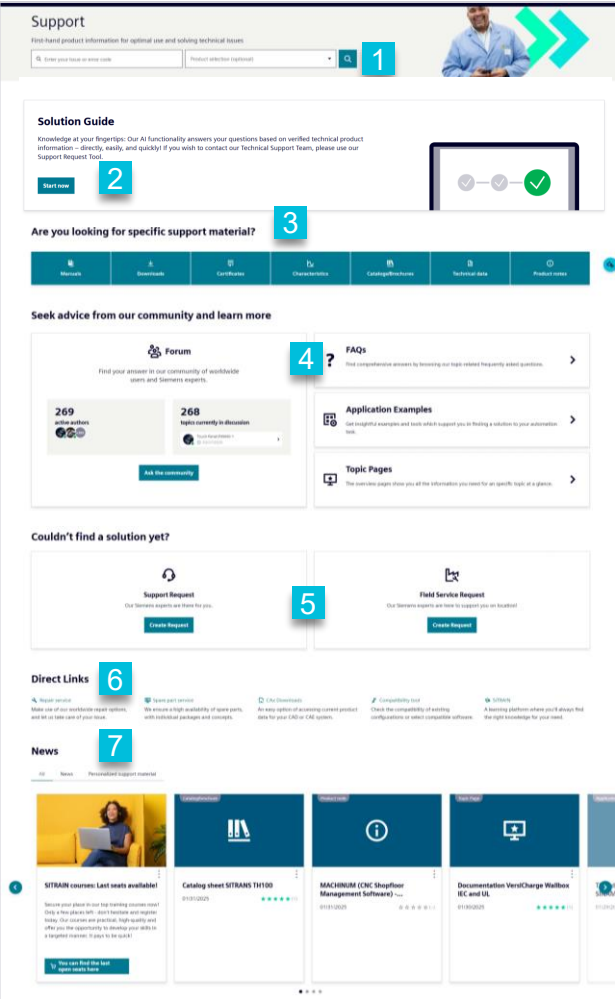 Support
First-hand product information for optimal use and solving technical issues
Enter your issue or error code
Product selection (optional)
1
Solution Guide
Knowledge at your fingertips: Our AI functionality answers your questions based on verified technical product
information – directly, easily, and quickly! If you wish to contact our Technical Support Team, please use our
Support Request Tool.
Start now
2
3
Are you looking for specific support material?
Manuals
Downloads
Certificates
Characteristics
Catalogs/Brochures
Technical data
Product notes
Seek advice from our community and learn more
Forum
Find your answer in our community of worldwide
users and Siemens experts.
269
active authors
268
topics currently in discussion
Ask the community
4
FAQs
Find comprehensive answers by browsing our topic related frequently asked questions.
Application Examples
Get insightful examples and tools which support you in finding a solution to your automation
task.
Topic Pages
The overview pages show you all the information you need for an specific topic at a glance.
Couldn't find a solution yet?
Support Request
Our Siemens experts are there for you.
Create Request
5
Field Service Request
Our Siemens experts are here to support you on location!
Create Request
Direct Links
6
Repair service
Make use of our worldwide repair options,
and let us take care of your issue.
Spare part service
We ensure a high availability of spare parts,
with individual packages and concepts.
CAx Downloads
An easy option of accessing current product
data for your CAD or CAE system.
Compatibility tool
Check the compatibility of existing
configurations or select compatible software.
SITRAIN
A learning platform where you'll always find
the right knowledge for your need.
News
7
All
News
Personalized support material
SITRAIN courses: Last seats available!
Secure your place in our top training courses now!
Only a few places left - don't hesitate and register
today. Our courses are practical, high-quality and
offer you the opportunity to develop your skills in
a targeted manner. It pays to be quick!
You can find the last
open seats here
Catalog/Brochure
Catalog sheet SITRANS TH100
01/31/2025
Product note
MACHINUM (CNC Shopfloor
Management Software) -...
01/31/2025
Topic Page
Documentation VersiCharge Wallbox
IEC and UL
01/30/2025